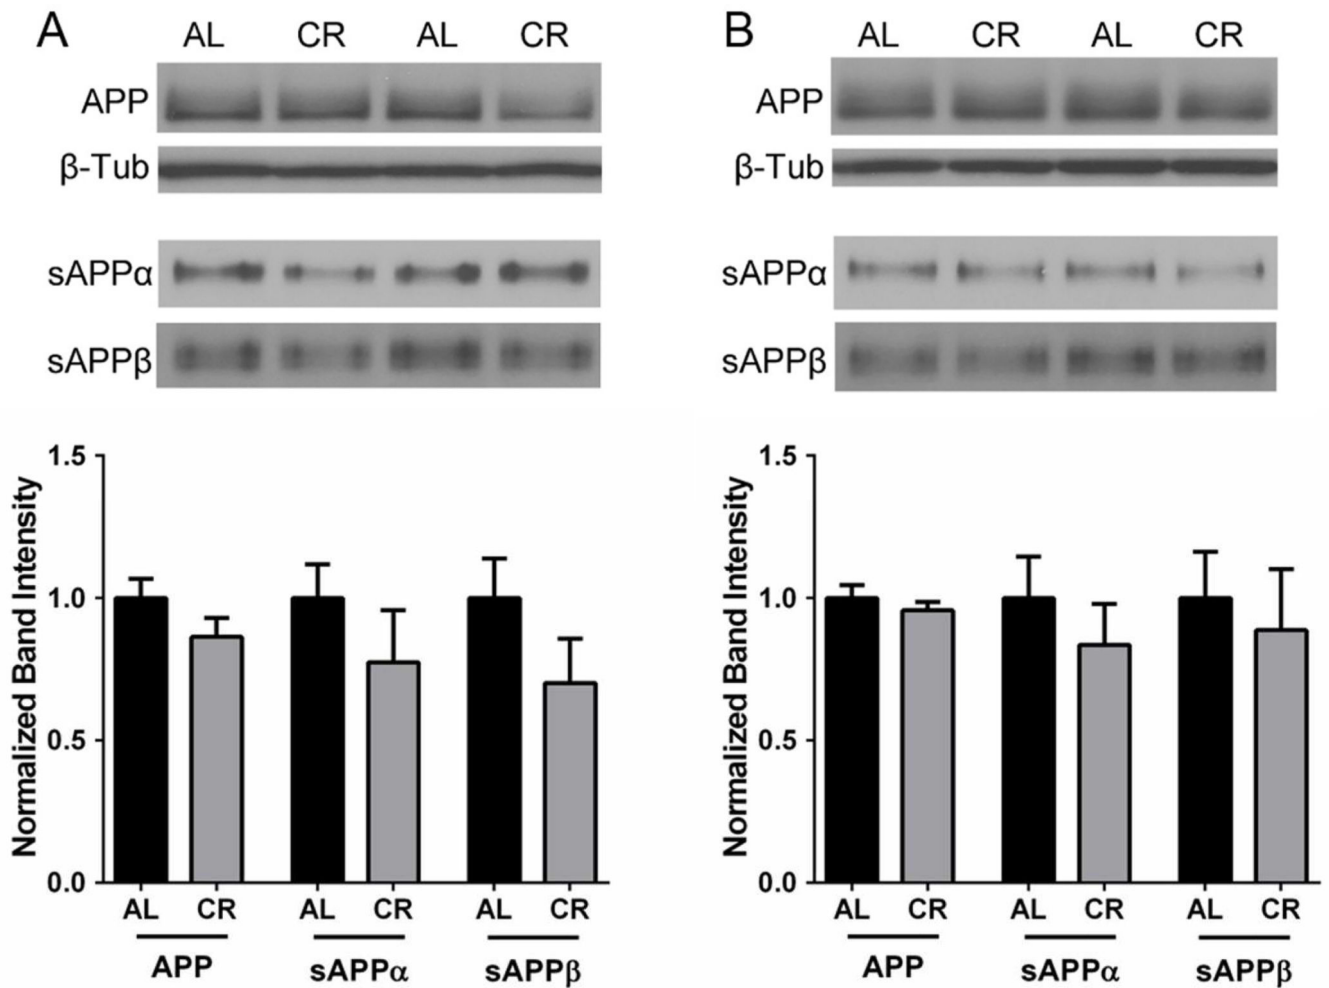 A
AL CR AL CR
APP
β-Tub
sAPPα
sAPPβ
1.5
1.0
0.5
0.0
Normalized Band Intensity
AL CR AL CR AL CR
APP sAPPα sAPPβ
B
AL CR AL CR
APP
β-Tub
sAPPα
sAPPβ
1.5
1.0
0.5
0.0
Normalized Band Intensity
AL CR AL CR AL CR
APP sAPPα sAPPβ